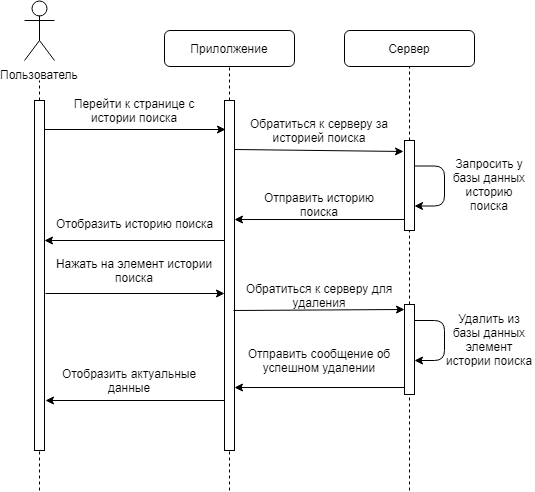 Прилолжение
Сервер
Пользователь
Перейти к странице с
истории поиска
Обратиться к серверу за
историей поиска
Запросить у
базы данных
историю
поиска
Отправить историю
поиска
Отобразить историю поиска
Нажать на элемент истории
поиска
Обратиться к серверу для
удаления
Удалить из
базы данных
элемент
истории поиска
Отправить сообщение об
успешном удалении
Отобразить актуальные
данные